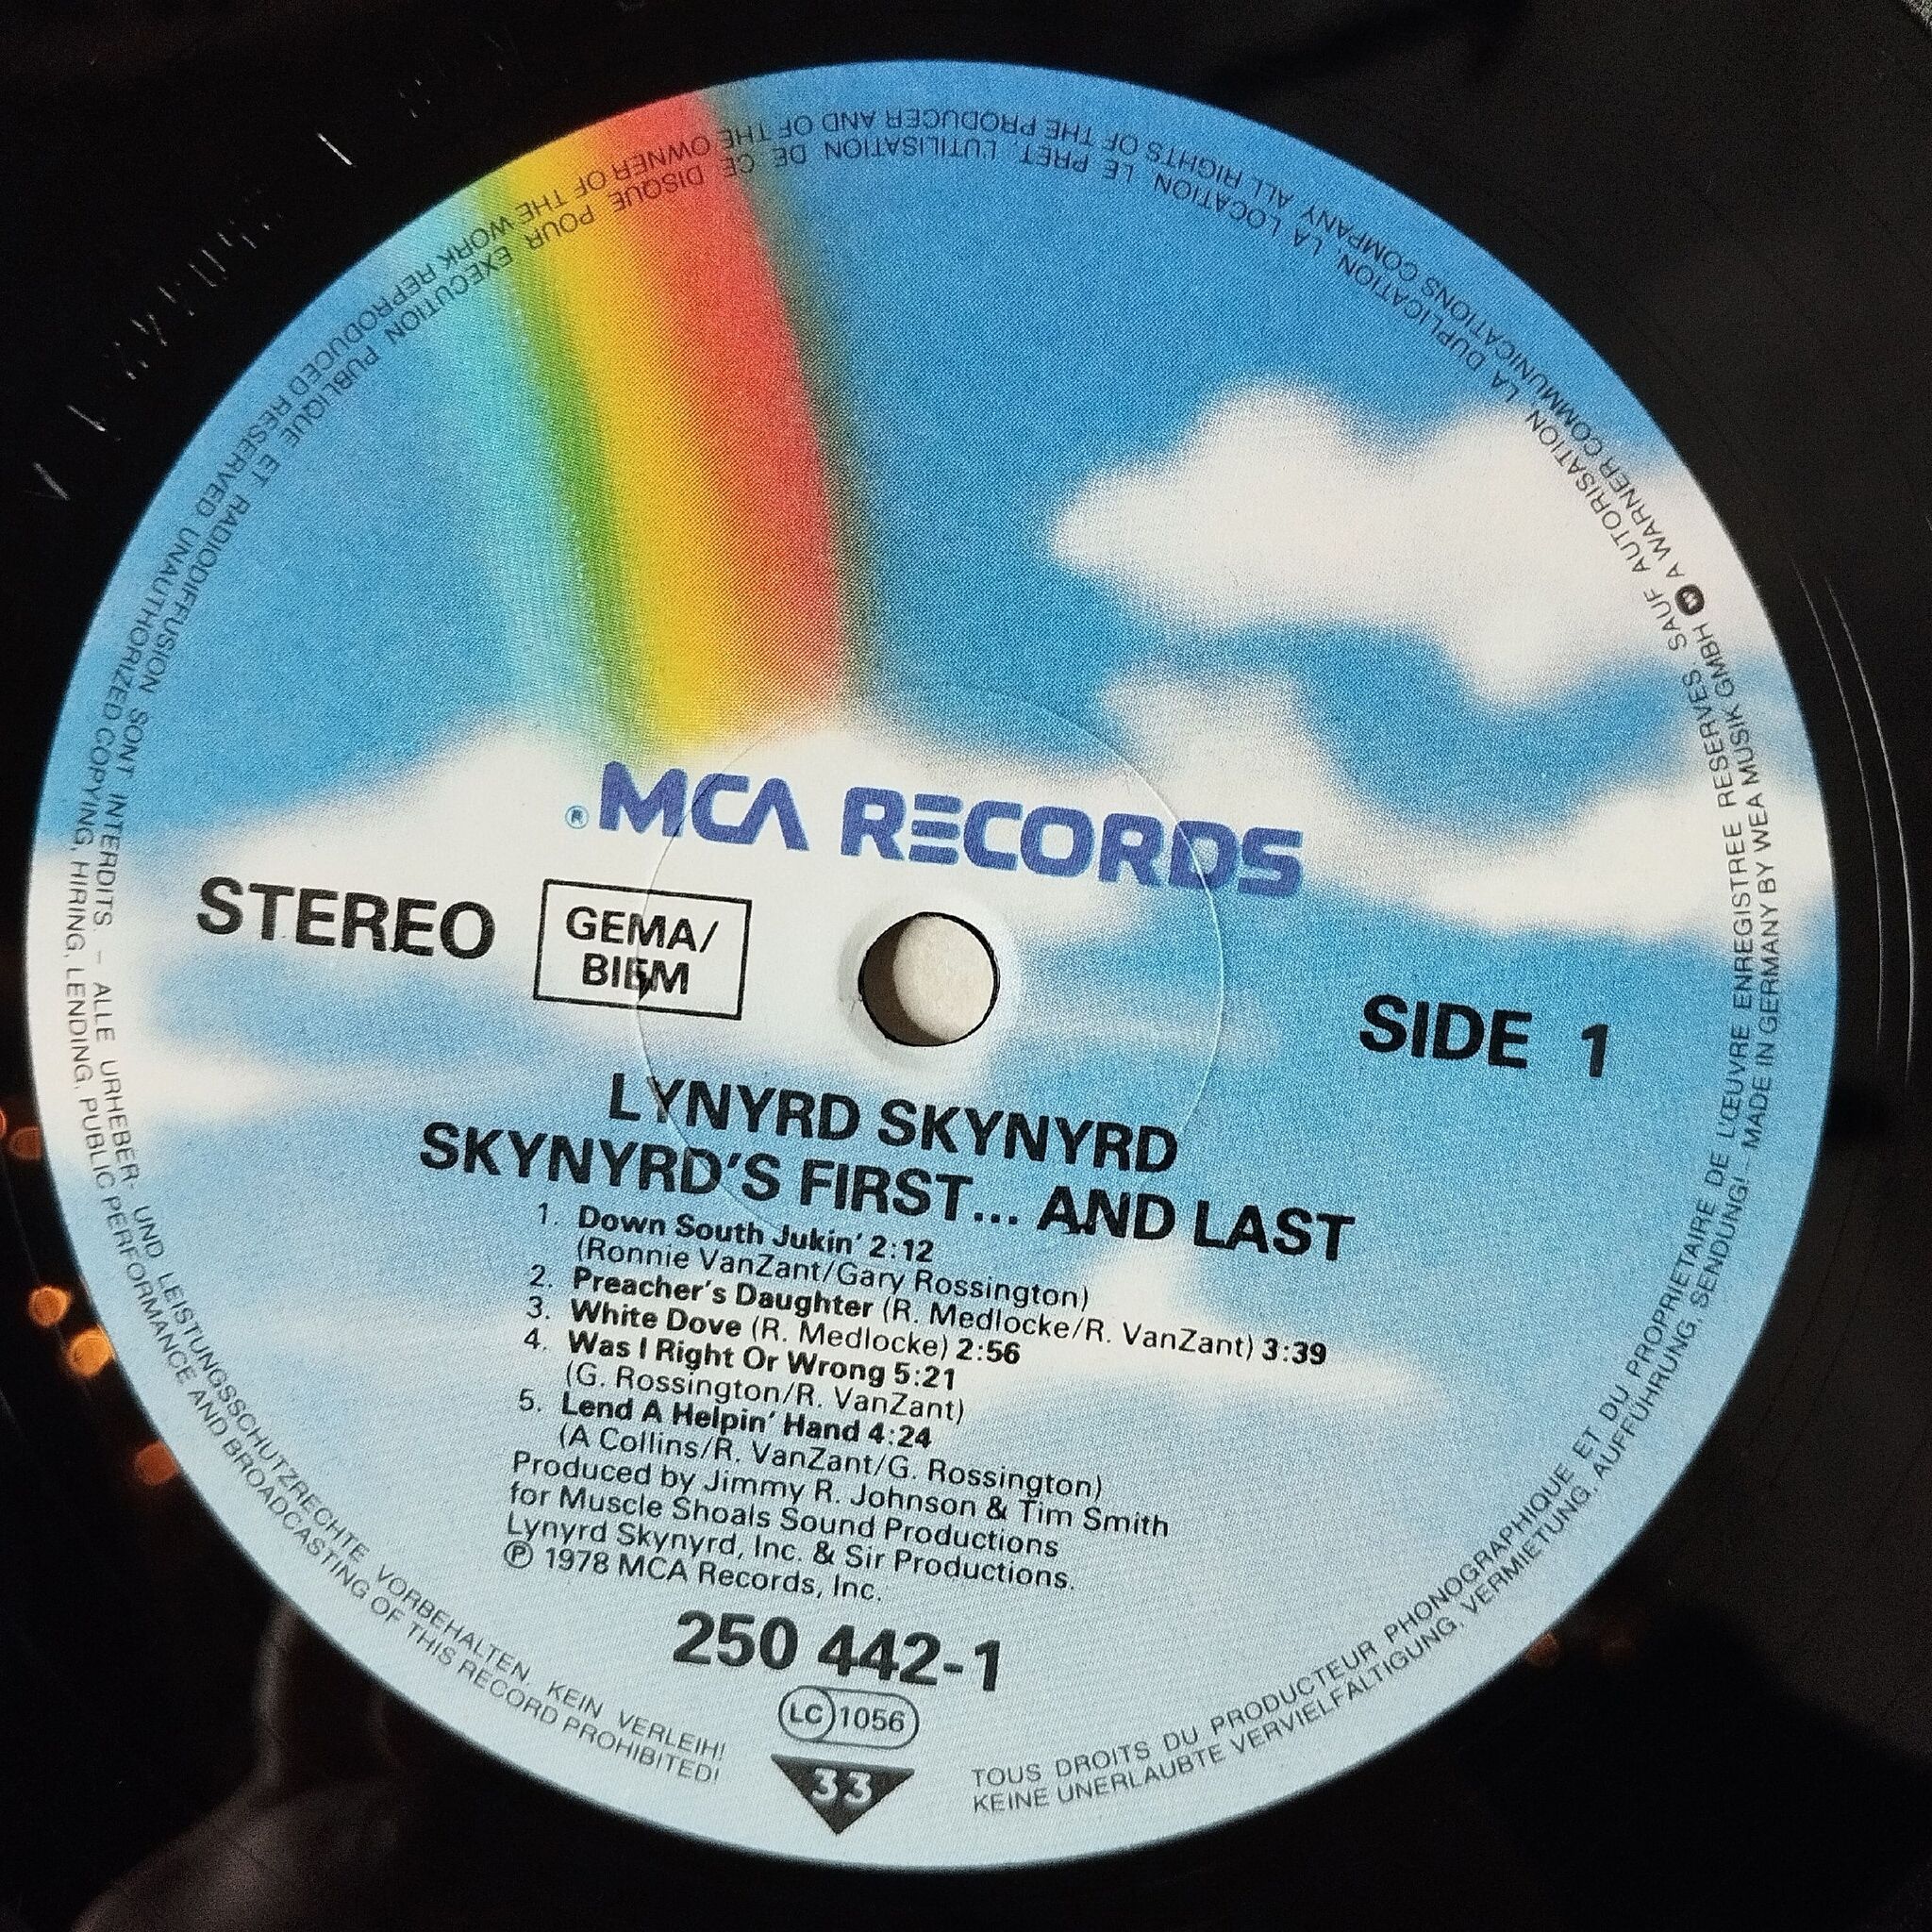 ® MCA RECORDS
STEREO
GEMA/
BIEM
SIDE 1
LYNYRD SKYNYRD
SKYNYRD'S FIRST... AND LAST
1. Down South Jukin' 2:12
(Ronnie VanZant/Gary Rossington)
2. Preacher's Daughter (R. Medlocke/R. VanZant) 3:39
3. White Dove (R. Medlocke) 2:56
4. Was I Right Or Wrong 5:21
(G. Rossington/R. VanZant)
5. Lend A Helpin' Hand 4:24
(A Collins/R. VanZant/G. Rossington)
Produced by Jimmy R. Johnson & Tim Smith
for Muscle Shoals Sound Productions
Lynyrd Skynyrd, Inc. & Sir Productions.
℗ 1978 MCA Records, Inc.
250 442-1
LC 1056
33
TOUS DROITS DU PRODUCTEUR PHONOGRAPHIQUE ET DU PROPRIETAIRE DE L'ŒUVRE ENREGISTREE RESERVES. SAUF AUTORISATION, LA DUPLICATION, LA LOCATION, LE PRET, L'UTILISATION DE CE DISQUE POUR EXECUTION PUBLIQUE ET RADIODIFFUSION SONT INTERDITS. – ALLE URHEBER- UND LEISTUNGSSCHUTZRECHTE VORBEHALTEN. KEIN VERLEIH!
KEINE UNERLAUBTE VERVIELFÄLTIGUNG, VERMIETUNG, AUFFÜHRUNG, SENDUNG! – MADE IN GERMANY BY WEA MUSIK GMBH A WARNER COMMUNICATIONS COMPANY ALL RIGHTS OF THE PRODUCER AND OF THE OWNER OF THE WORK REPRODUCED RESERVED. UNAUTHORIZED COPYING, HIRING, LENDING, PUBLIC PERFORMANCE AND BROADCASTING OF THIS RECORD PROHIBITED!